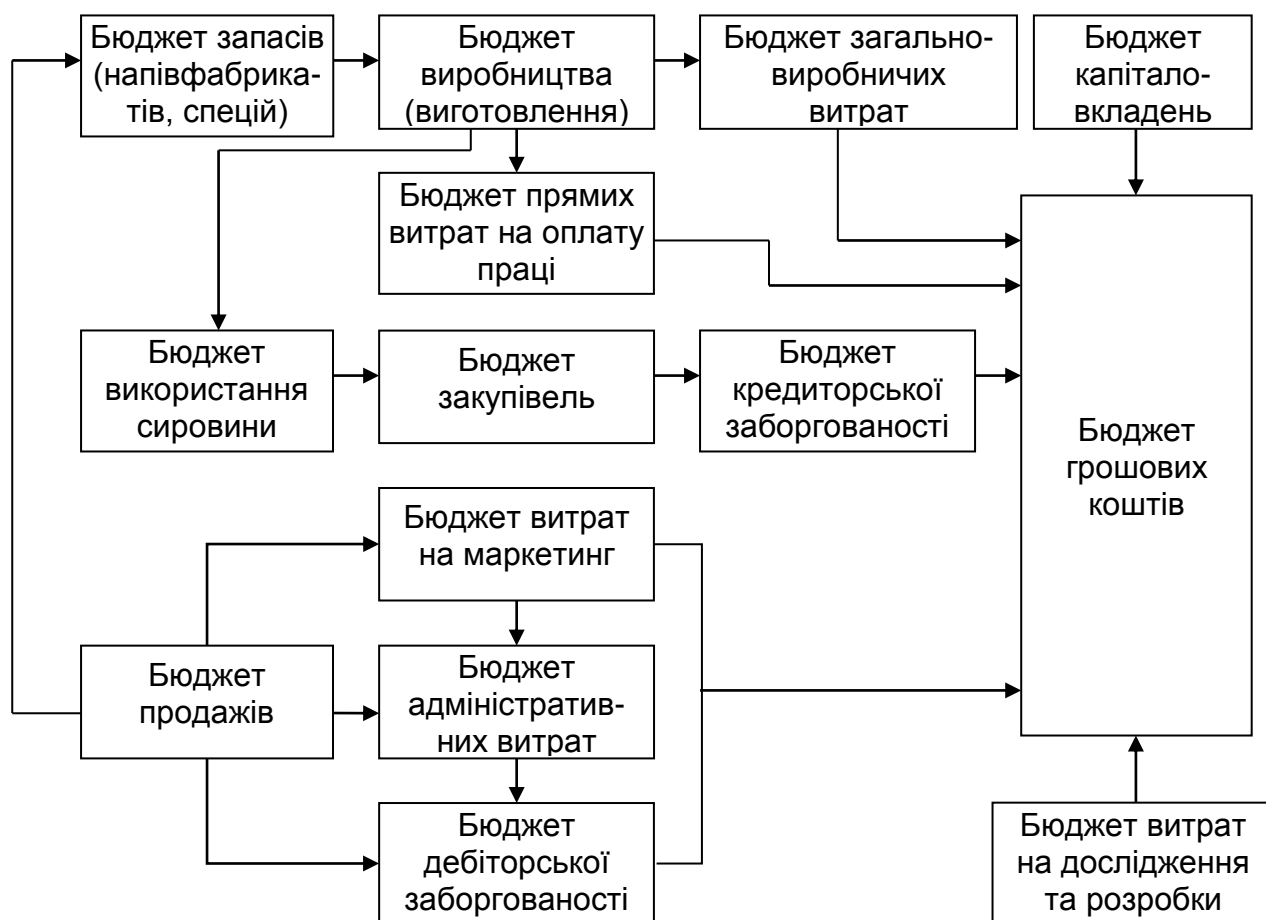 Бюджет запасів
(напівфабрика-
тів, спецій)
Бюджет
виробництва
(виготовлення)
Бюджет загально-
виробничих
витрат
Бюджет
капітало-
вкладень
Бюджет прямих
витрат на оплату
праці
Бюджет
використання
сировини
Бюджет
закупівель
Бюджет
кредиторської
заборгованості
Бюджет
грошових
коштів
Бюджет витрат
на маркетинг
Бюджет
продажів
Бюджет
адміністратив-
них витрат
Бюджет
дебіторської
заборгованості
Бюджет витрат
на дослідження
та розробки